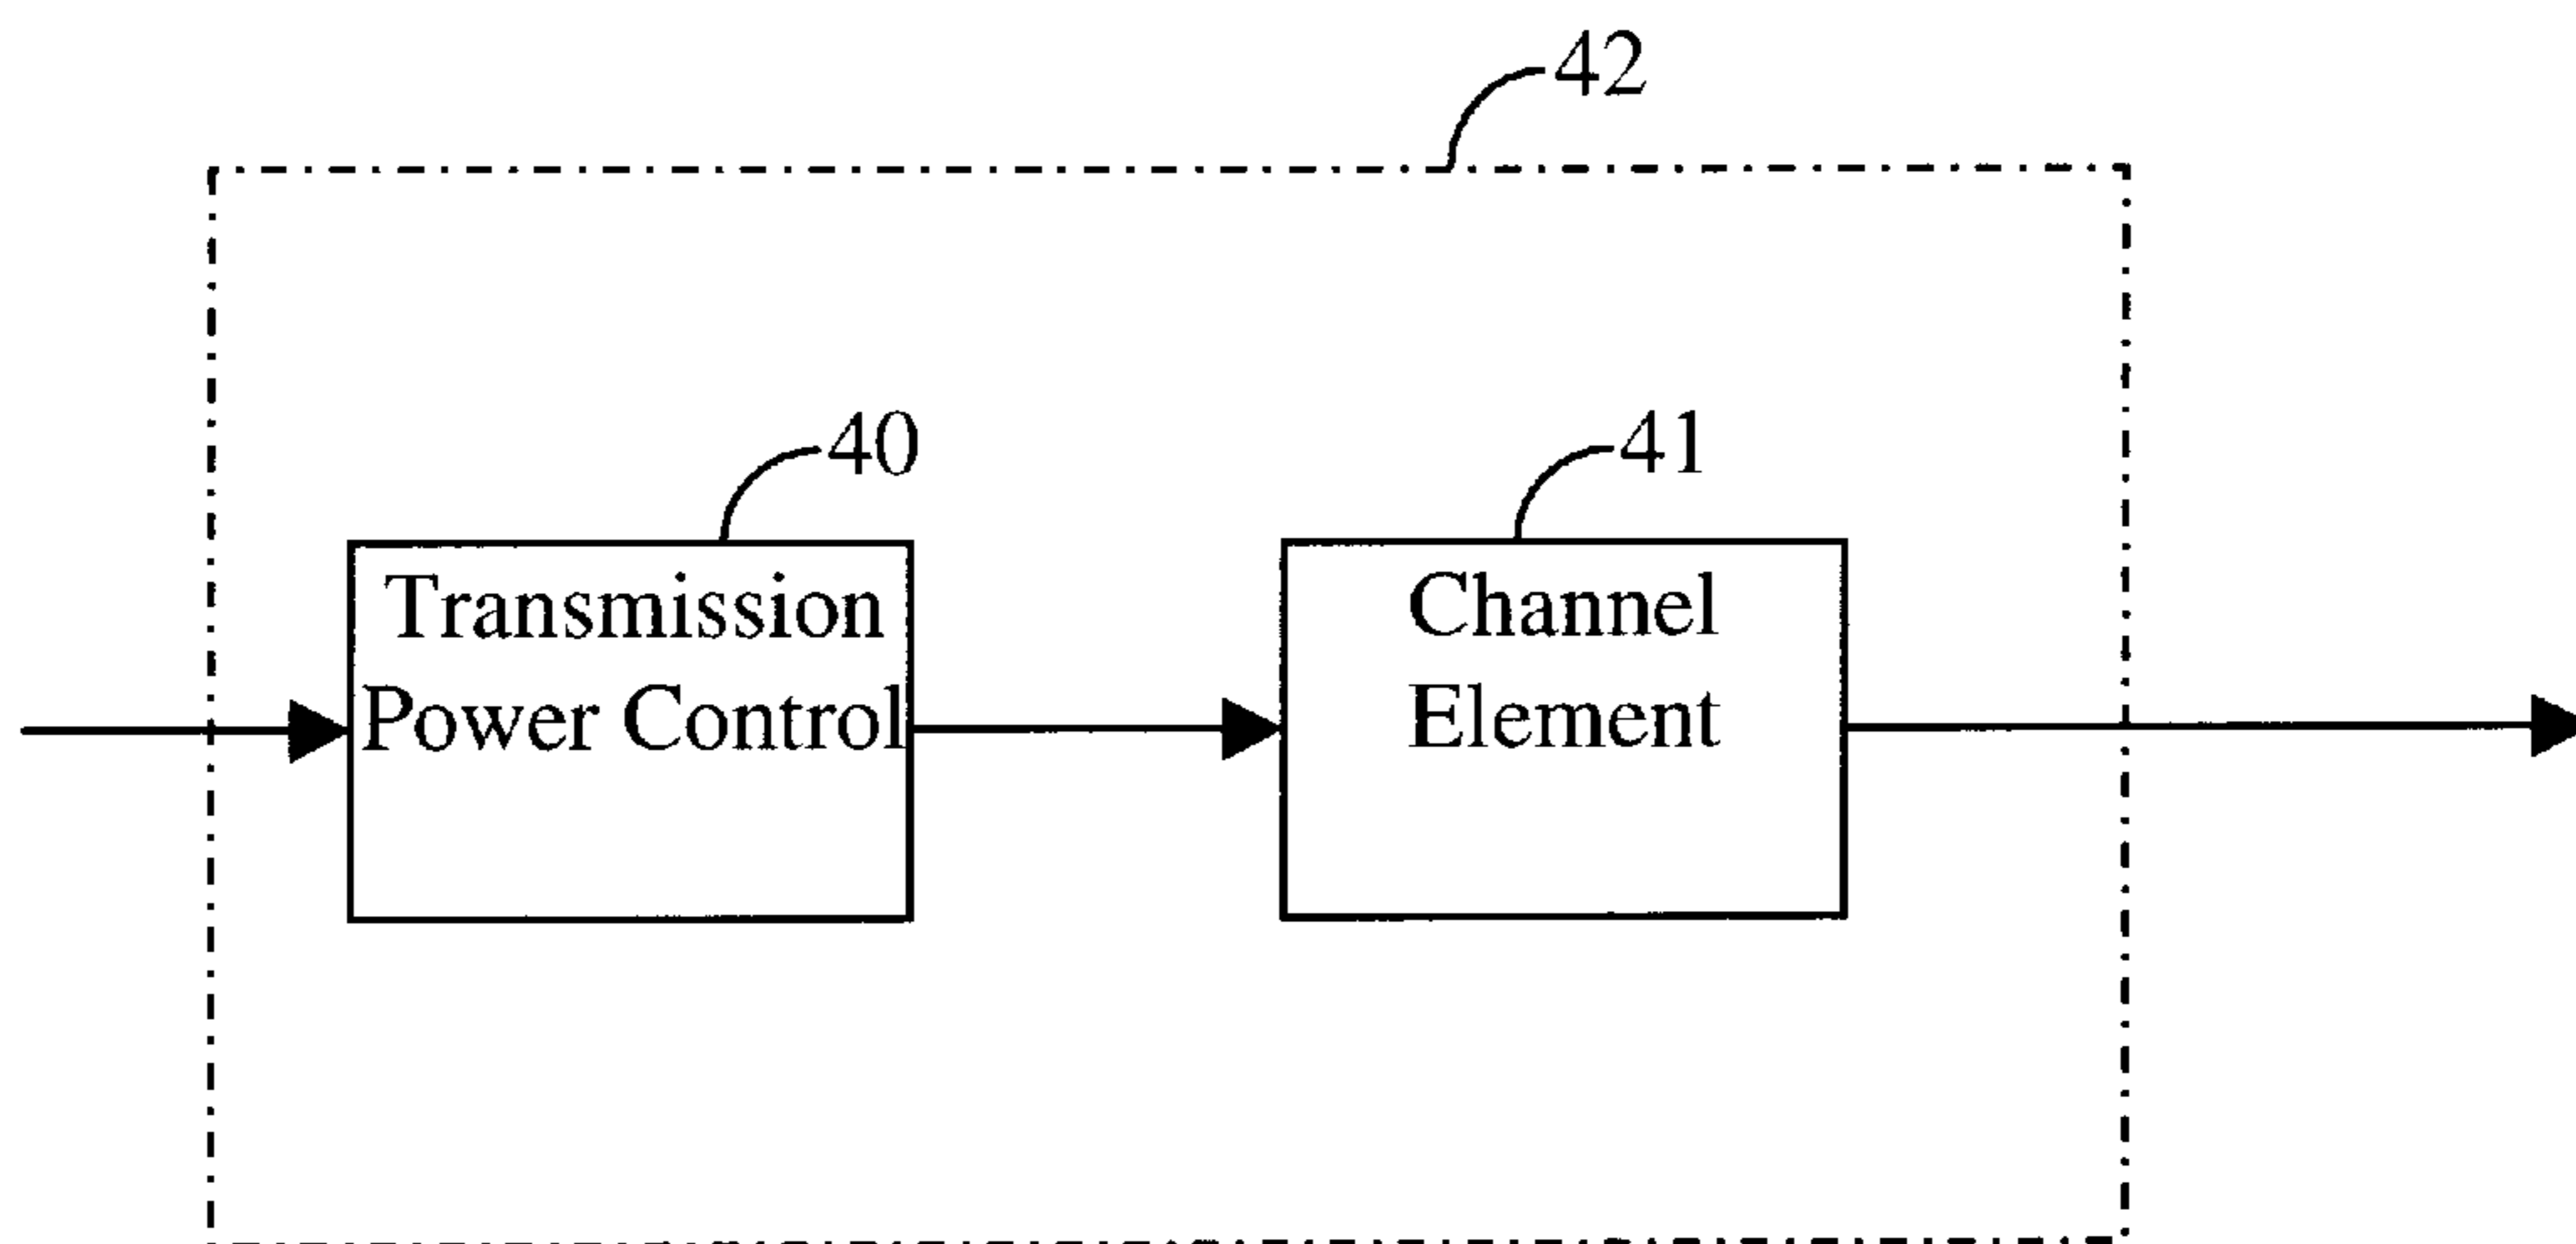 42
40
41
Transmission
Power Control
Channel
Element